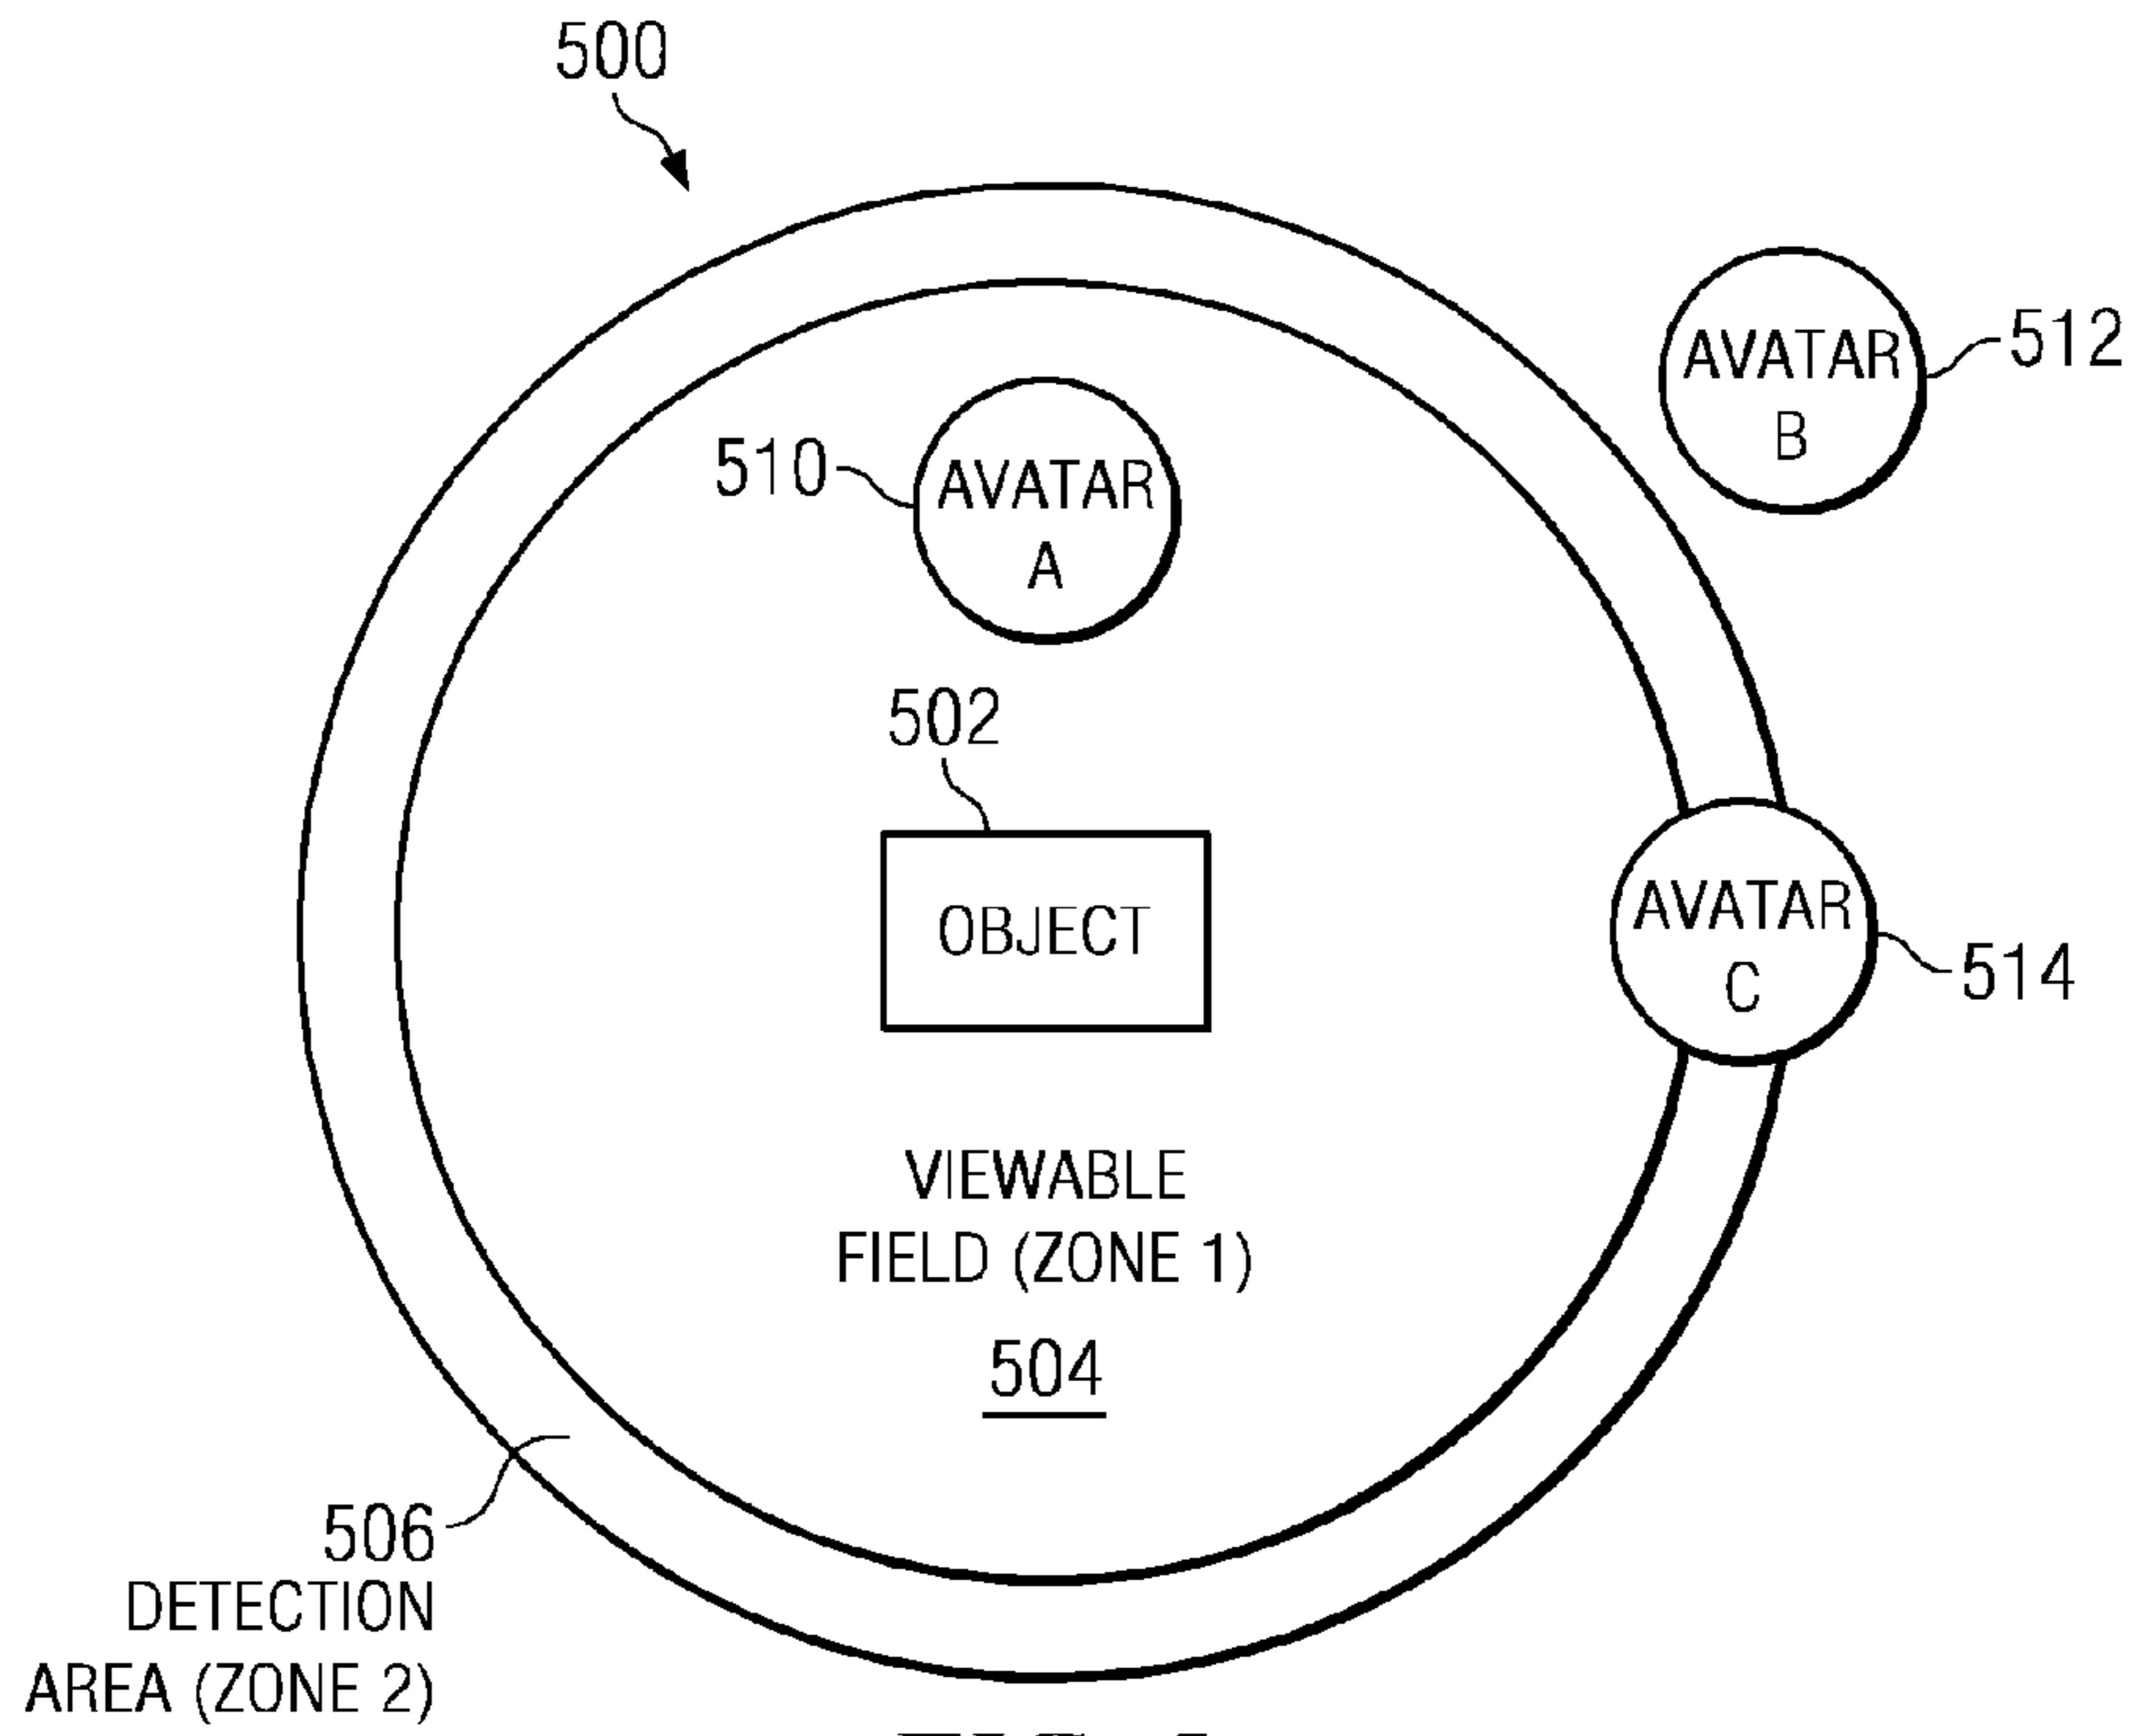 500
AVATAR
B
512
510
AVATAR
A
502
OBJECT
AVATAR
C
514
VIEWABLE
FIELD (ZONE 1)
504
506
DETECTION
AREA (ZONE 2)